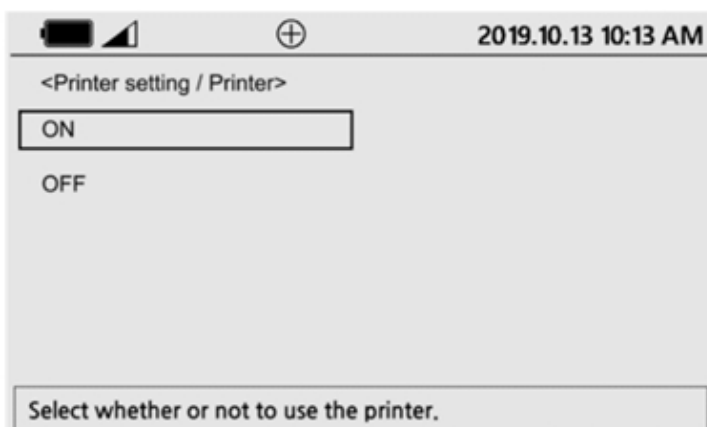 2019.10.13 10:13 AM
<Printer setting / Printer>
ON
OFF
Select whether or not to use the printer.